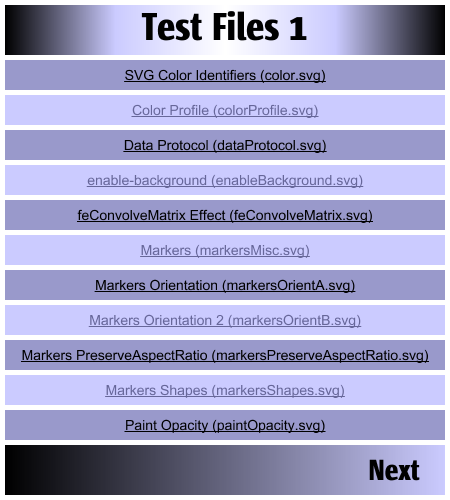 Test Files 1
SVG Color Identifiers (color.svg)
Color Profile (colorProfile.svg)
Data Protocol (dataProtocol.svg)
enable-background (enableBackground.svg)
feConvolveMatrix Effect (feConvolveMatrix.svg)
Markers (markersMisc.svg)
Markers Orientation (markersOrientA.svg)
Markers Orientation 2 (markersOrientB.svg)
Markers PreserveAspectRatio (markersPreserveAspectRatio.svg)
Markers Shapes (markersShapes.svg)
Paint Opacity (paintOpacity.svg)
Next